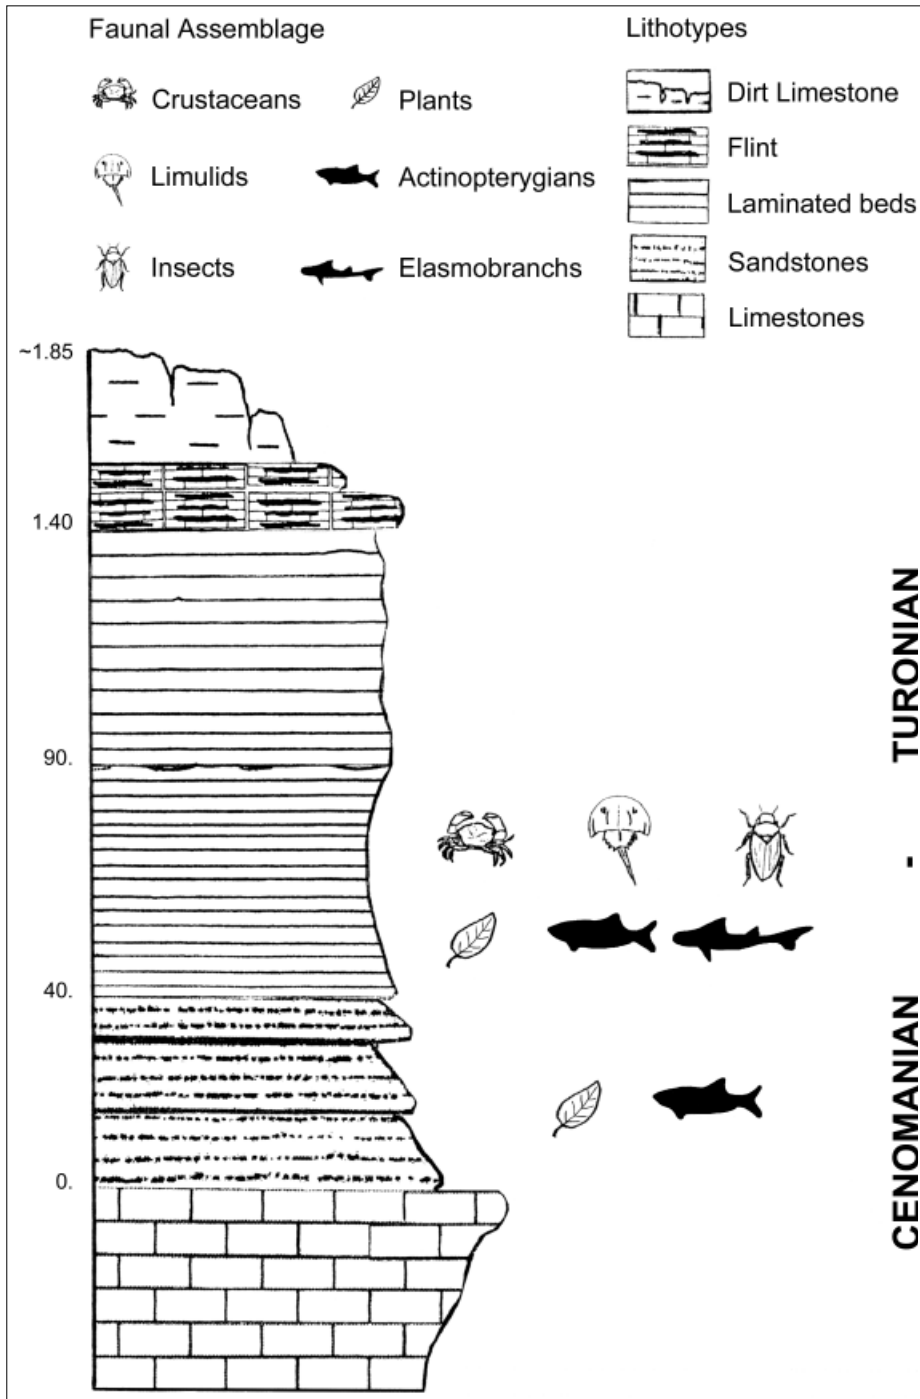 Faunal Assemblage
Lithotypes
Crustaceans
Plants
Limulids
Actinopterygians
Insects
Elasmobranchs
Dirt Limestone
Flint
Laminated beds
Sandstones
Limestones
~1.85
1.40
90.
40.
0.
CENOMANIAN - TURONIAN